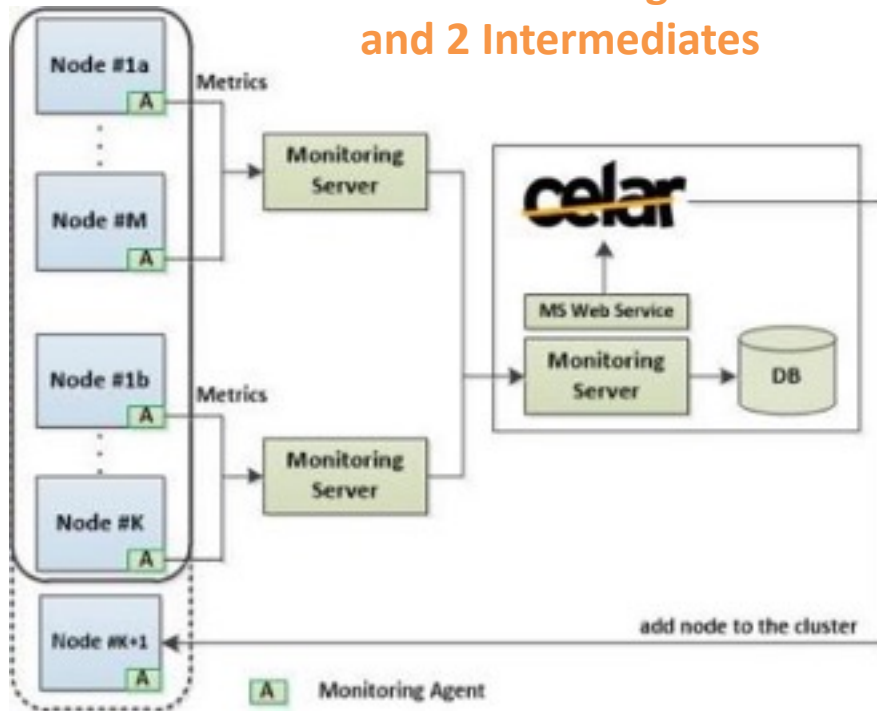 and 2 Intermediates
Node #1a
A
Metrics
Monitoring
Server
Node #M
A
celar
MS Web Service
Monitoring
Server
DB
Node #1b
A
Metrics
Monitoring
Server
Node #K
A
add node to the cluster
Node #K+1
A
A Monitoring Agent